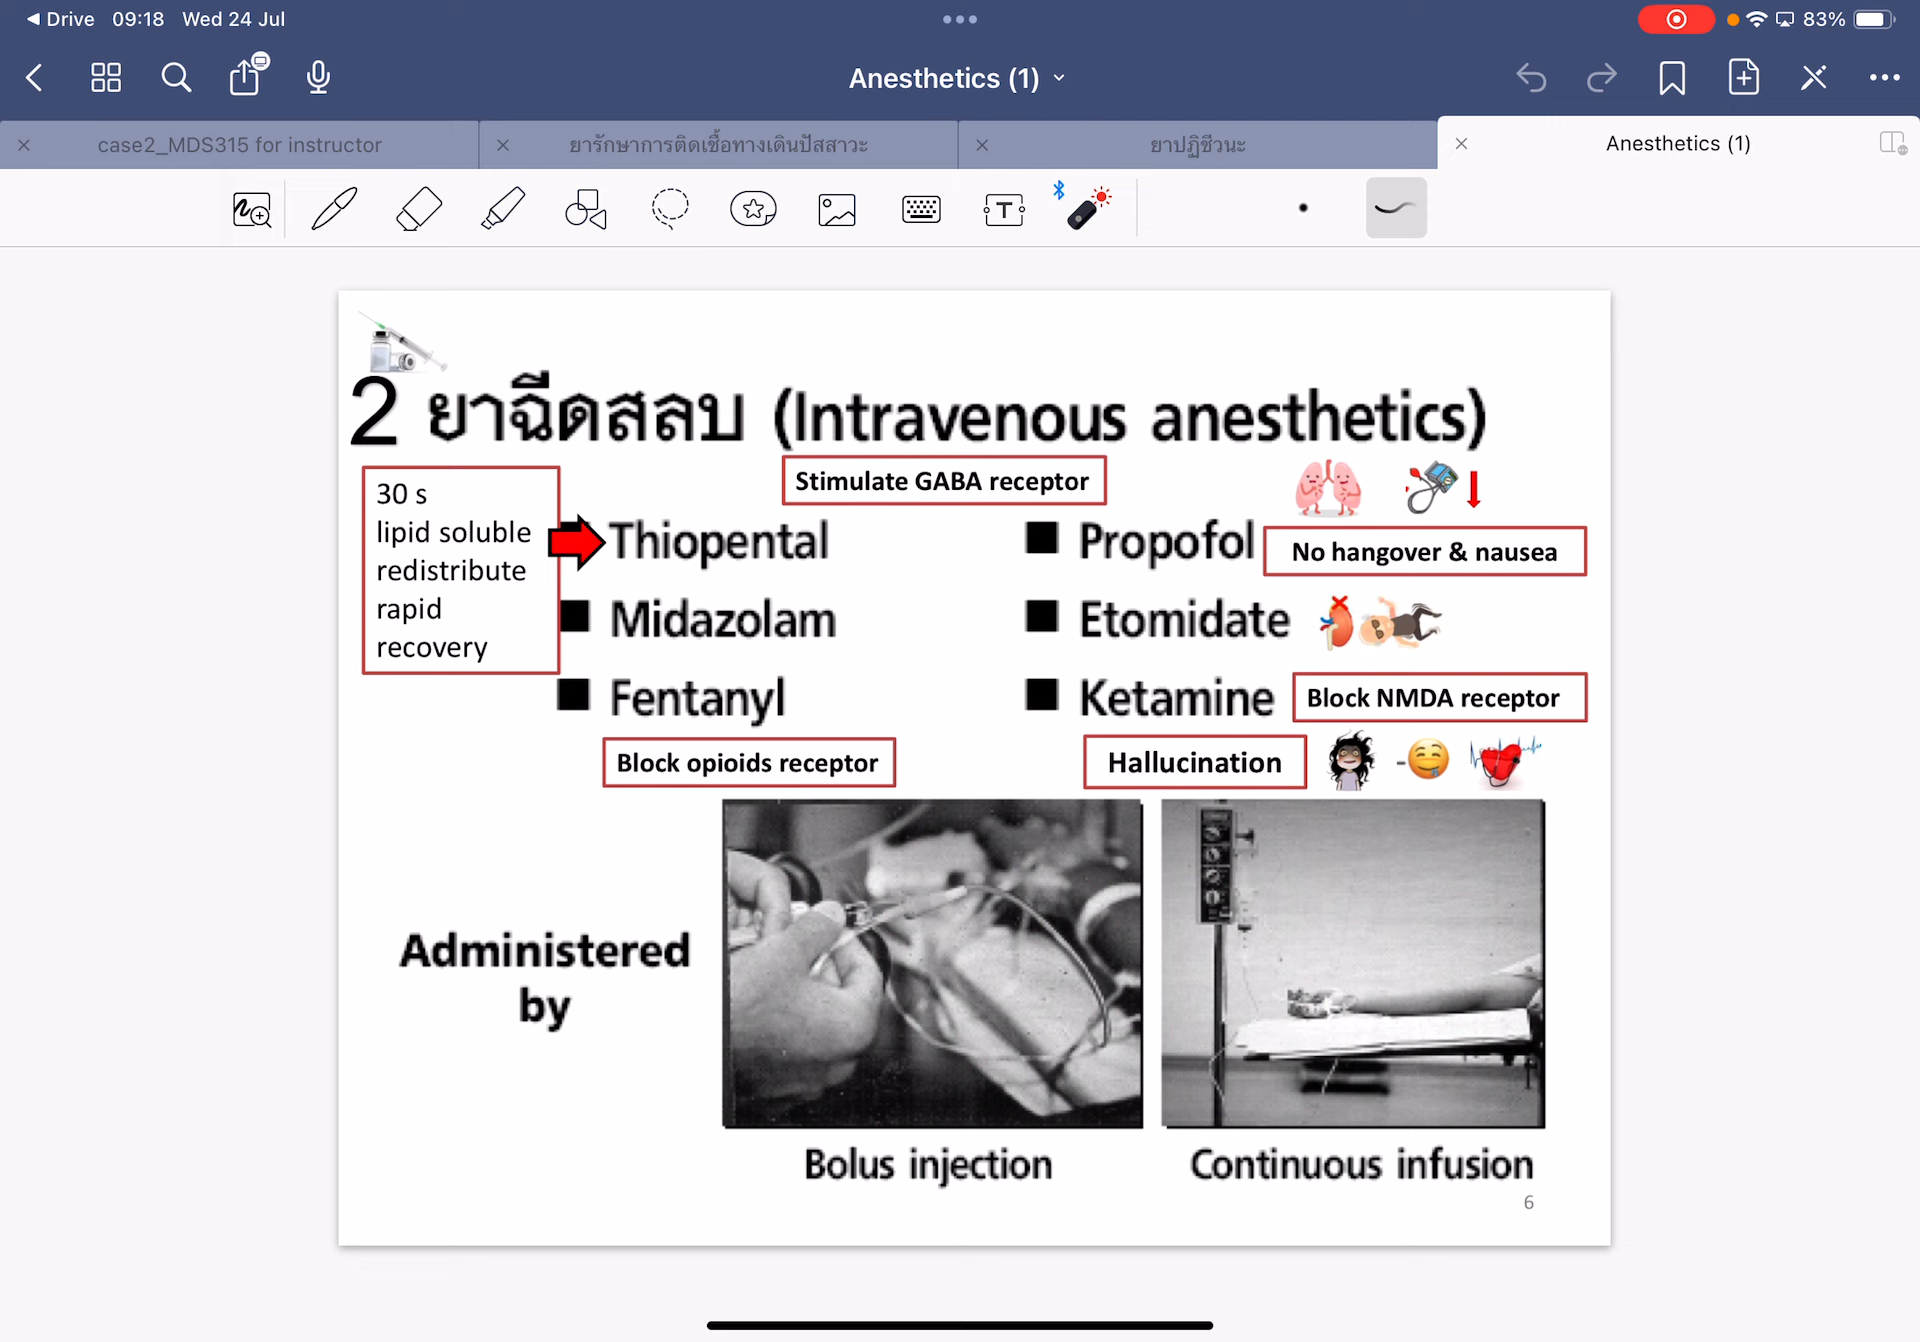 Drive 09:18 Wed 24 Jul
83%
Anesthetics (1)
case2_MDS315 for instructor
ยารักษาการติดเชื้อทางเดินปัสสาวะ
ยาปฏิชีวนะ
Anesthetics (1)
T
2 ยาฉีดสลบ (Intravenous anesthetics)
30 s
lipid soluble
redistribute
rapid
recovery
Stimulate GABA receptor
Thiopental
Midazolam
Fentanyl
Block opioids receptor
Propofol
No hangover & nausea
Etomidate
Ketamine
Block NMDA receptor
Hallucination
-
Administered
by
Bolus injection
Continuous infusion
6